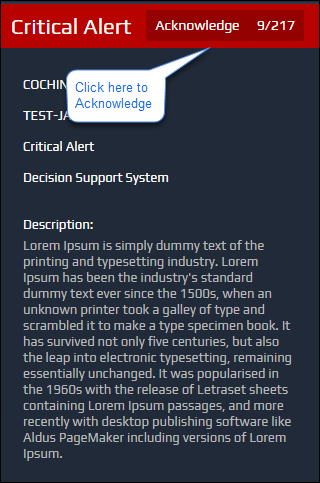 Critical Alert Acknowledge 9/217
Click here to
Acknowledge
Critical Alert
Decision Support System
Description:
Lorem Ipsum is simply dummy text of the
printing and typesetting industry. Lorem
Ipsum has been the industry's standard
dummy text ever since the 1500s, when an
unknown printer took a galley of type and
scrambled it to make a type specimen book. It
has survived not only five centuries, but also
the leap into electronic typesetting, remaining
essentially unchanged. It was popularised in
the 1960s with the release of Letraset sheets
containing Lorem Ipsum passages, and more
recently with desktop publishing software like
Aldus PageMaker including versions of Lorem
Ipsum.